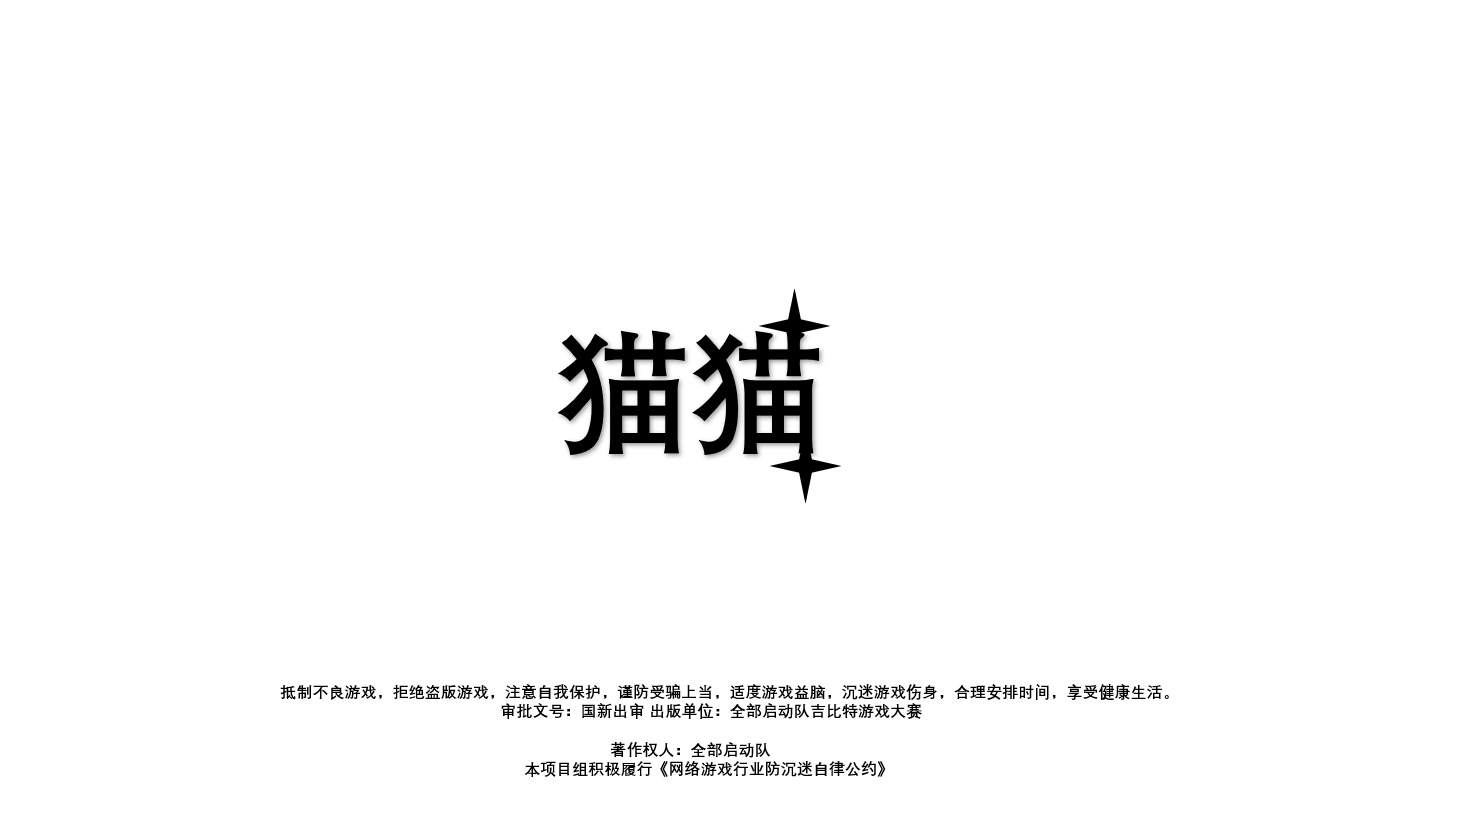 猫猫
抵制不良游戏，拒绝盗版游戏，注意自我保护，谨防受骗上当，适度游戏益脑，沉迷游戏伤身，合理安排时间，享受健康生活。
审批文号：国新出审 出版单位：全部启动队吉比特游戏大赛
著作权人：全部启动队
本项目组积极履行《网络游戏行业防沉迷自律公约》